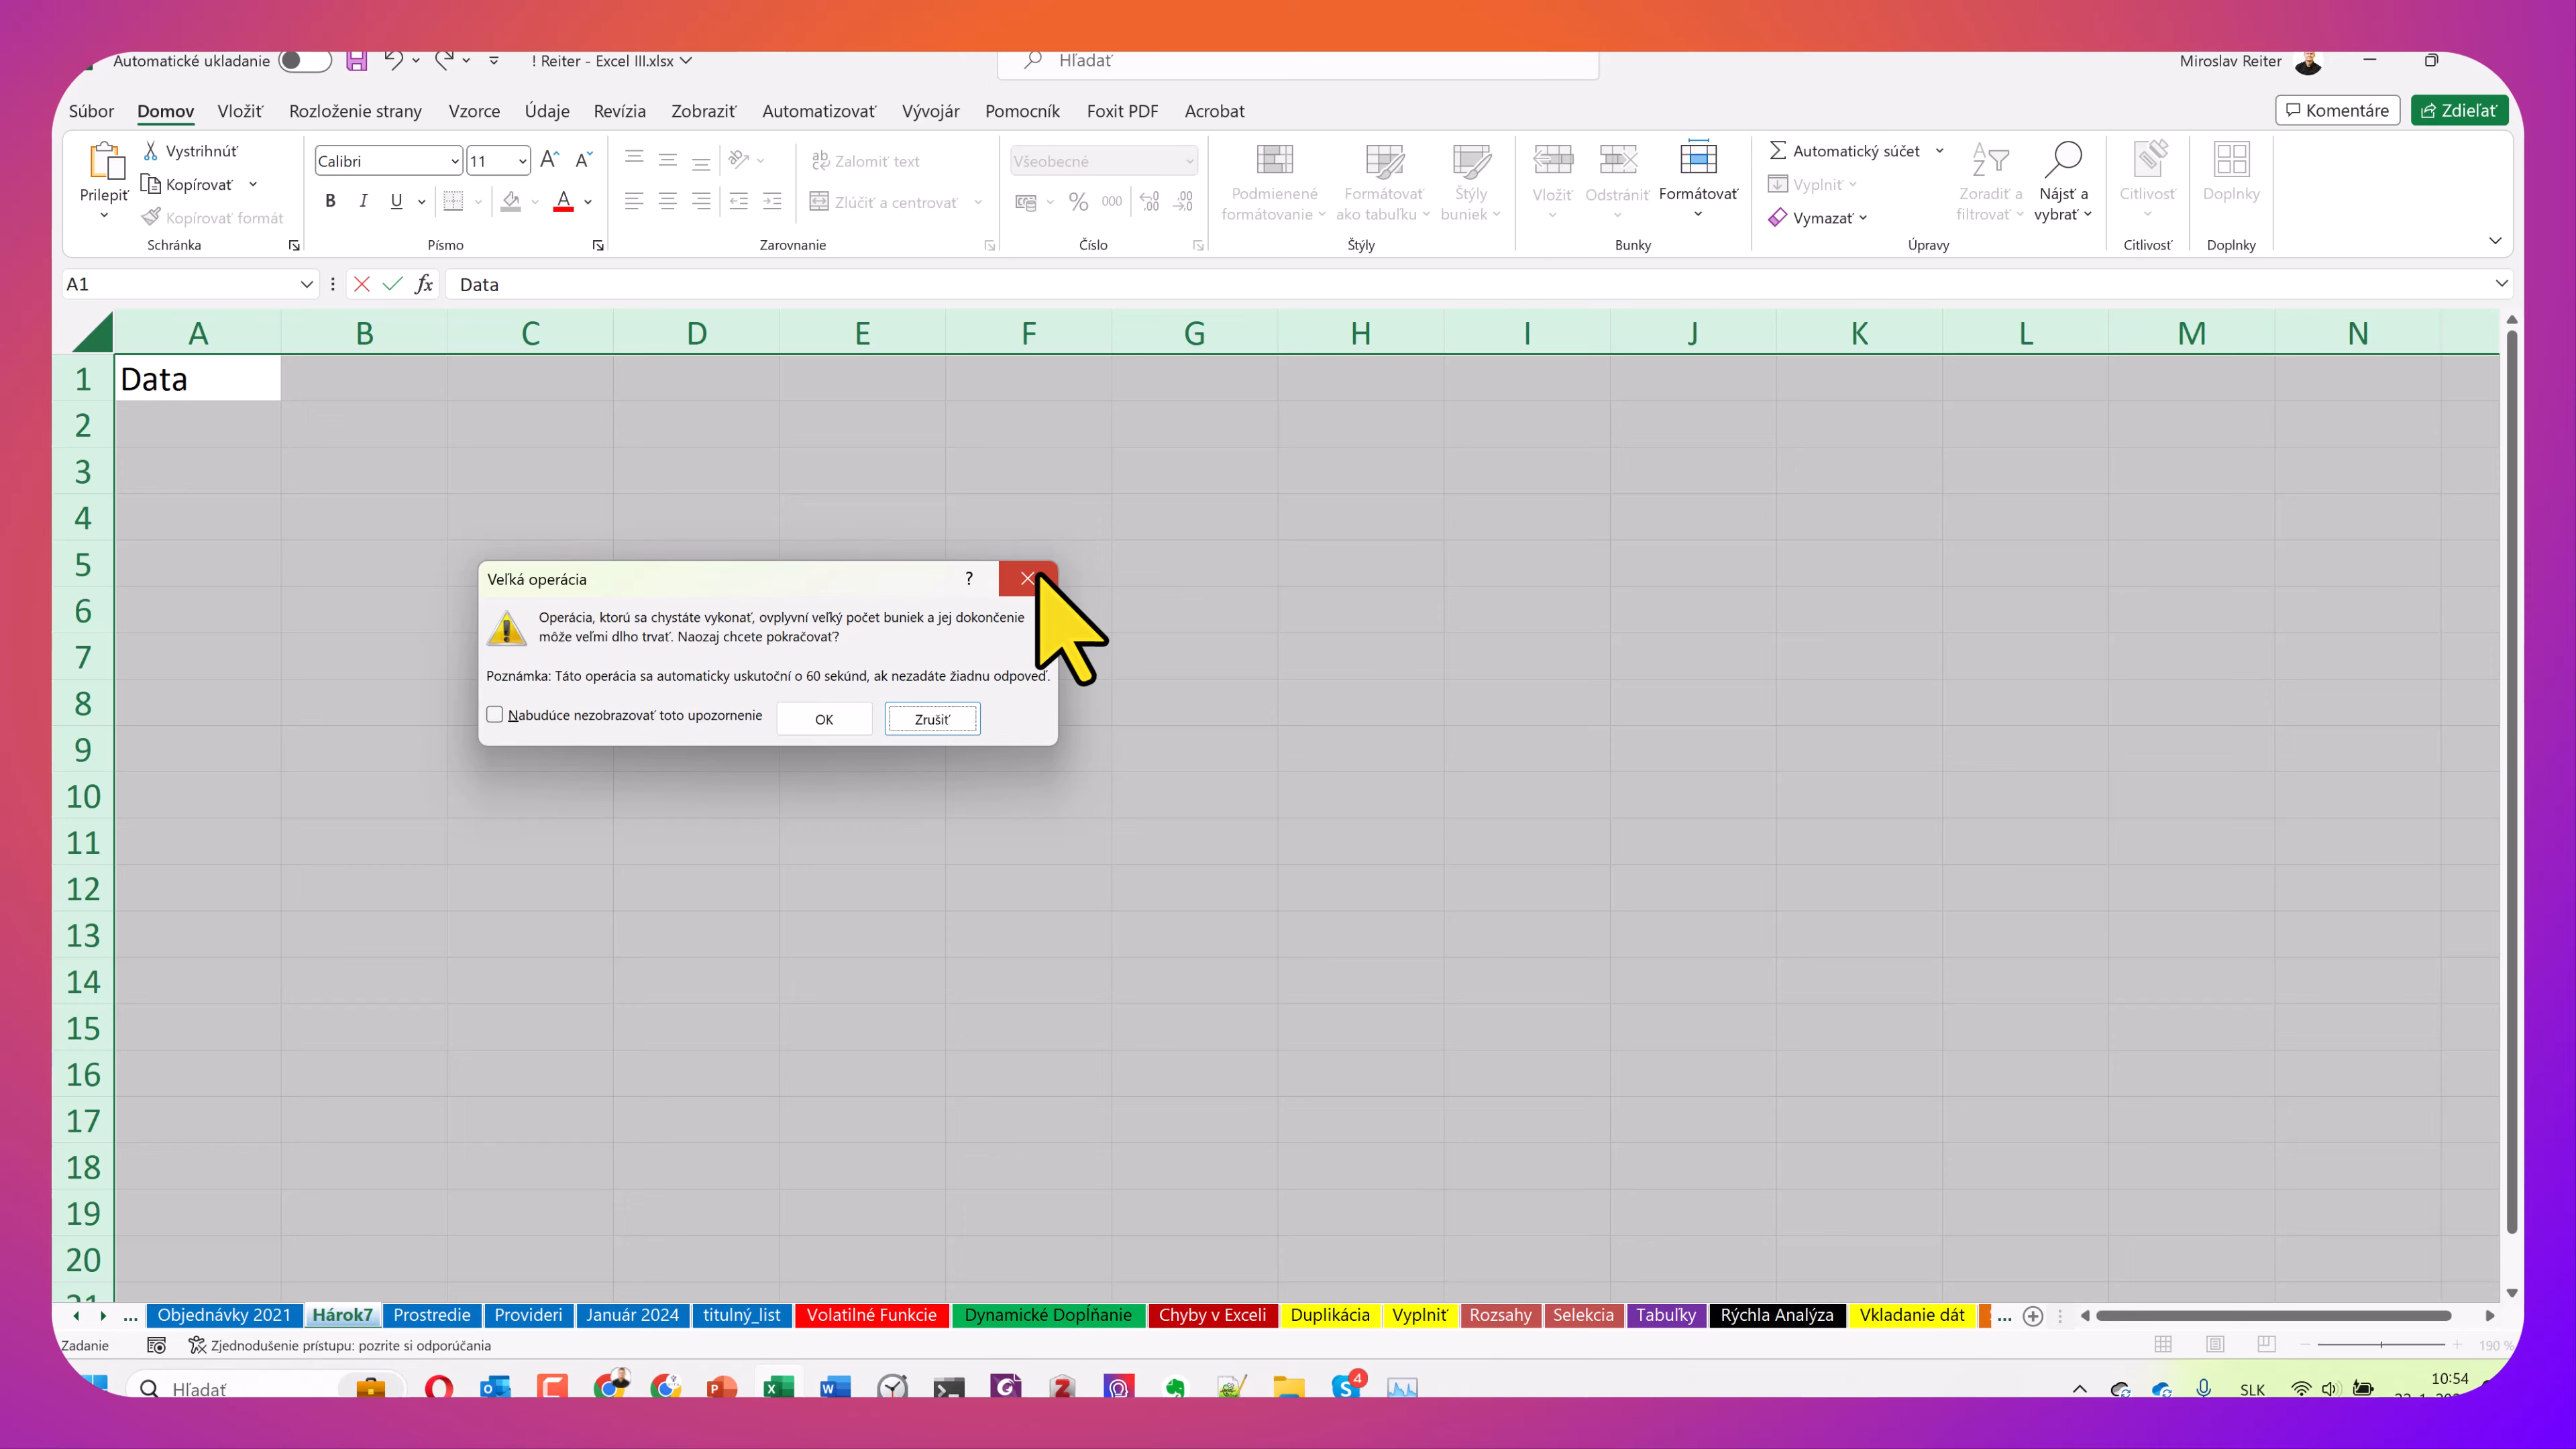 Automatické ukladanie ! Reiter - Excel III.xlsx Hľadať Miroslav Reiter
Súbor Domov Vložiť Rozloženie strany Vzorce Údaje Revízia Zobraziť Automatizovať Vývojár Pomocník Foxit PDF Acrobat Komentáre Zdieľať
Prilepiť
Vystrihnúť
Kopírovať
Kopírovať formát
Schránka
Calibri 11
B I U A
Písmo
Zalomiť text
Zlúčiť a centrovať
Zarovnanie
Všeobecné
% 000
Číslo
Podmienené
formátovanie
Formátovať
ako tabuľku
Štýly
buniek
Štýly
Vložiť Odstrániť Formátovať
Bunky
Automatický súčet
Vyplniť
Vymazať
Zoradiť a
filtrovať
Nájsť a
vybrať
Úpravy
Citlivosť
Citlivosť
Doplnky
Doplnky
A1 fx Data
A B C D E F G H I J K L M N
1 Data
2
3
4
5
6
7
8
9
10
11
12
13
14
15
16
17
18
19
20
21
Veľká operácia ?
Operácia, ktorú sa chystáte vykonať, ovplyvní veľký počet buniek a jej dokončenie
môže veľmi dlho trvať. Naozaj chcete pokračovať?
Poznámka: Táto operácia sa automaticky uskutoční o 60 sekúnd, ak nezadáte žiadnu odpoveď.
Nabudúce nezobrazovať toto upozornenie OK Zrušiť
... Objednávky 2021 Hárok7 Prostredie Provideri Január 2024 titulný_list Volatilné Funkcie Dynamické Dopĺňanie Chyby v Exceli Duplikácia Vyplniť Rozsahy Selekcia Tabuľky Rýchla Analýza Vkladanie dát ...
Zadanie Zjednodušenie prístupu: pozrite si odporúčania 190 %
Hľadať 4 SLK 10:54